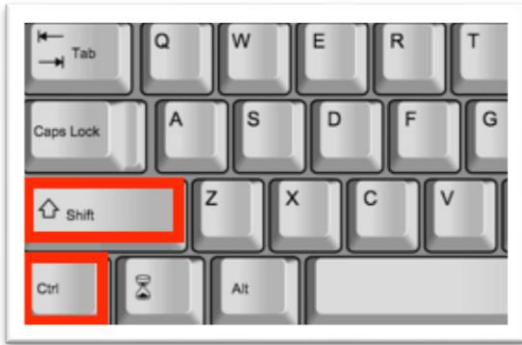 Tab Q W E R T
Caps Lock A S D F G
Shift Z X C V
Ctrl Alt